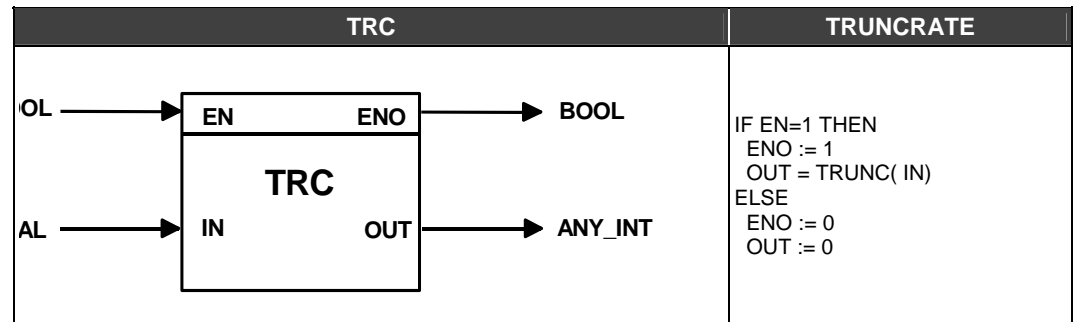 TRC
TRUNCRATE
OL
EN
ENO
BOOL
TRC
AL
IN
OUT
ANY_INT
IF EN=1 THEN
ENO := 1
OUT = TRUNC( IN)
ELSE
ENO := 0
OUT := 0